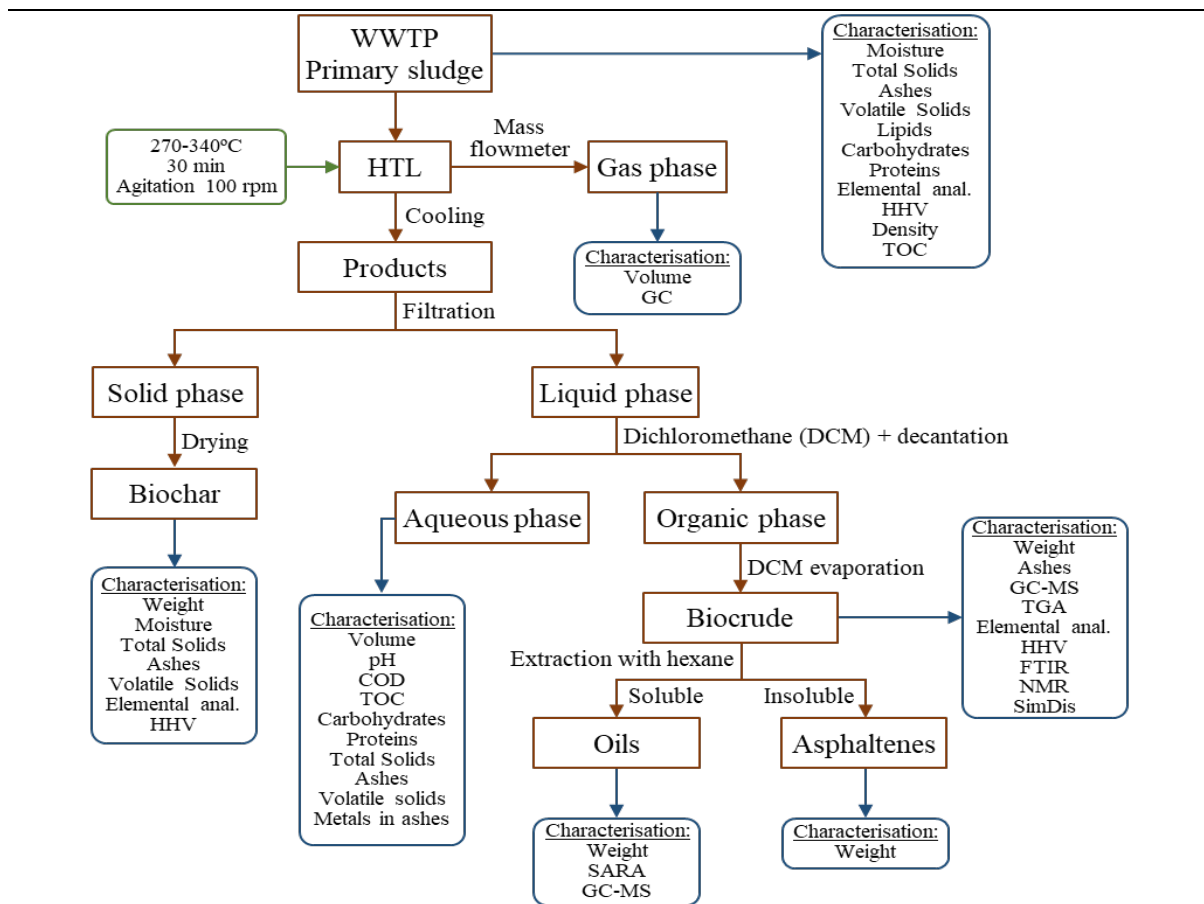 WWTP
Primary sludge
Characterisation:
Moisture
Total Solids
Ashes
Volatile Solids
Lipids
Carbohydrates
Proteins
Elemental anal.
HHV
Density
TOC
270-340ºC
30 min
Agitation 100 rpm
HTL
Mass
flowmeter
Gas phase
Cooling
Characterisation:
Volume
GC
Products
Filtration
Solid phase
Liquid phase
Drying
Dichloromethane (DCM) + decantation
Biochar
Aqueous phase
Organic phase
DCM evaporation
Characterisation:
Weight
Moisture
Total Solids
Ashes
Volatile Solids
Elemental anal.
HHV
Characterisation:
Volume
pH
COD
TOC
Carbohydrates
Proteins
Total Solids
Ashes
Volatile solids
Metals in ashes
Biocrude
Characterisation:
Weight
Ashes
GC-MS
TGA
Elemental anal.
HHV
FTIR
NMR
SimDis
Extraction with hexane
Soluble
Insoluble
Oils
Asphaltenes
Characterisation:
Weight
SARA
GC-MS
Characterisation:
Weight